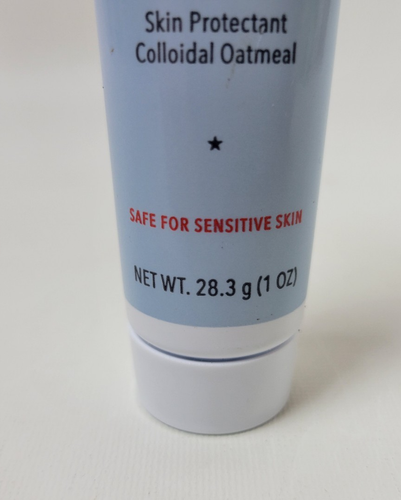 Skin Protectant
Colloidal Oatmeal
SAFE FOR SENSITIVE SKIN
NET WT. 28.3 g (1 OZ)